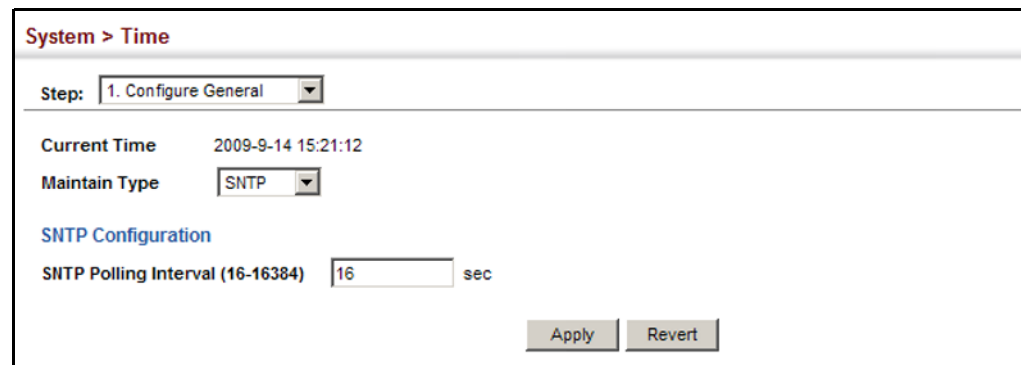 System > Time
Step: 1. Configure General
Current Time 2009-9-14 15:21:12
Maintain Type SNTP
SNTP Configuration
SNTP Polling Interval (16-16384) 16 sec
Apply Revert